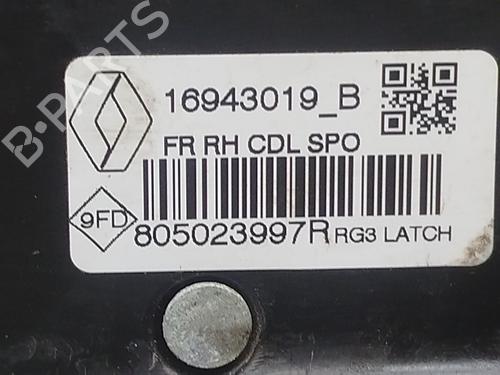 B-PARTS
16943019_B
FR RH CDL SPO
9FD
805023997R RG3 LATCH